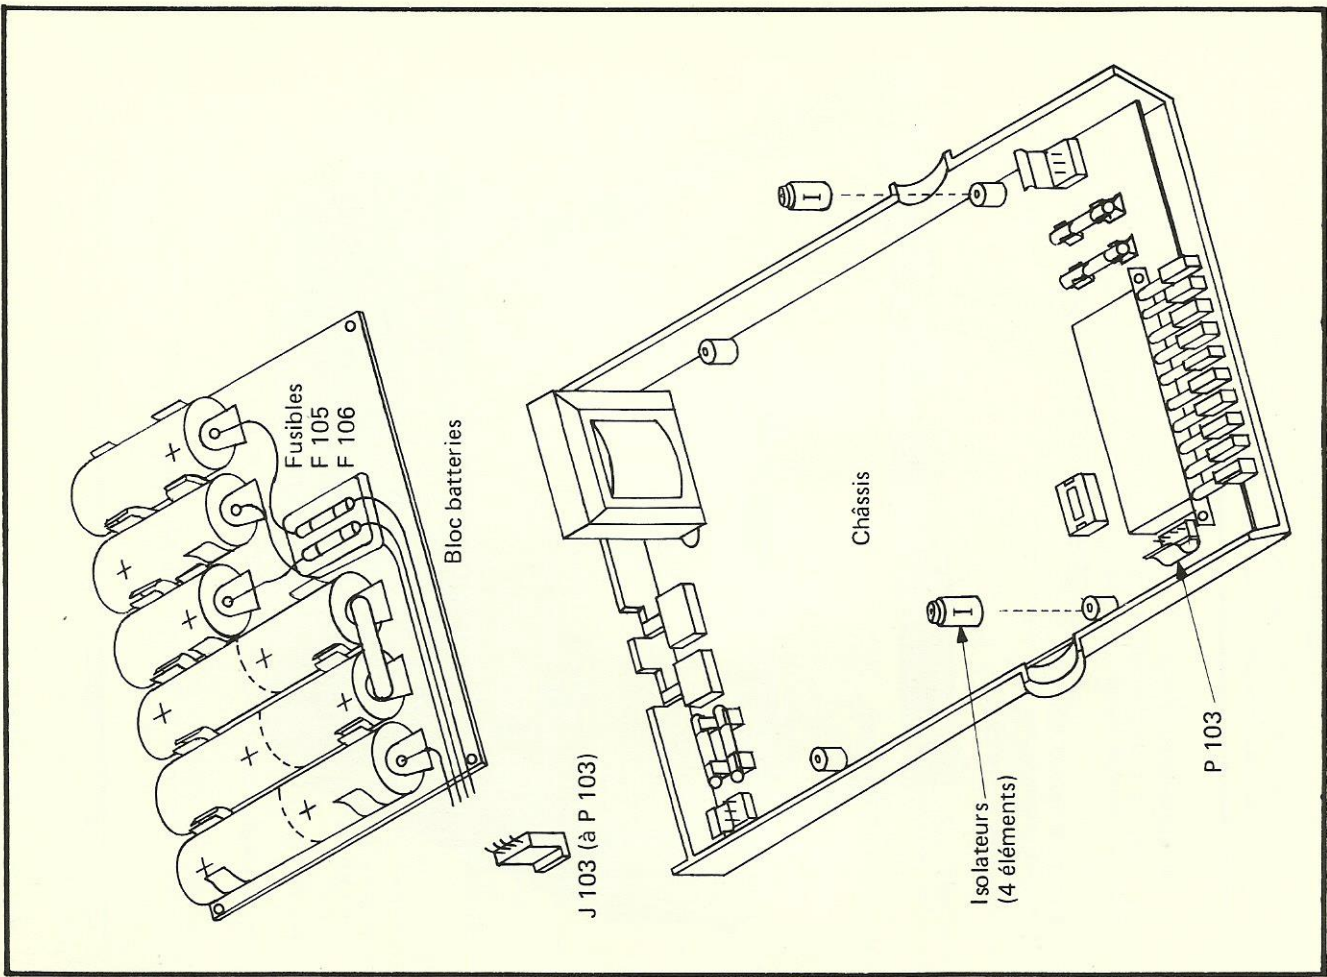 Fusibles
F 105
F 106
Bloc batteries
J 103 (à P 103)
Châssis
Isolateurs
(4 éléments)
P 103
+
+
+
+
+
+
+
+
+
I
I